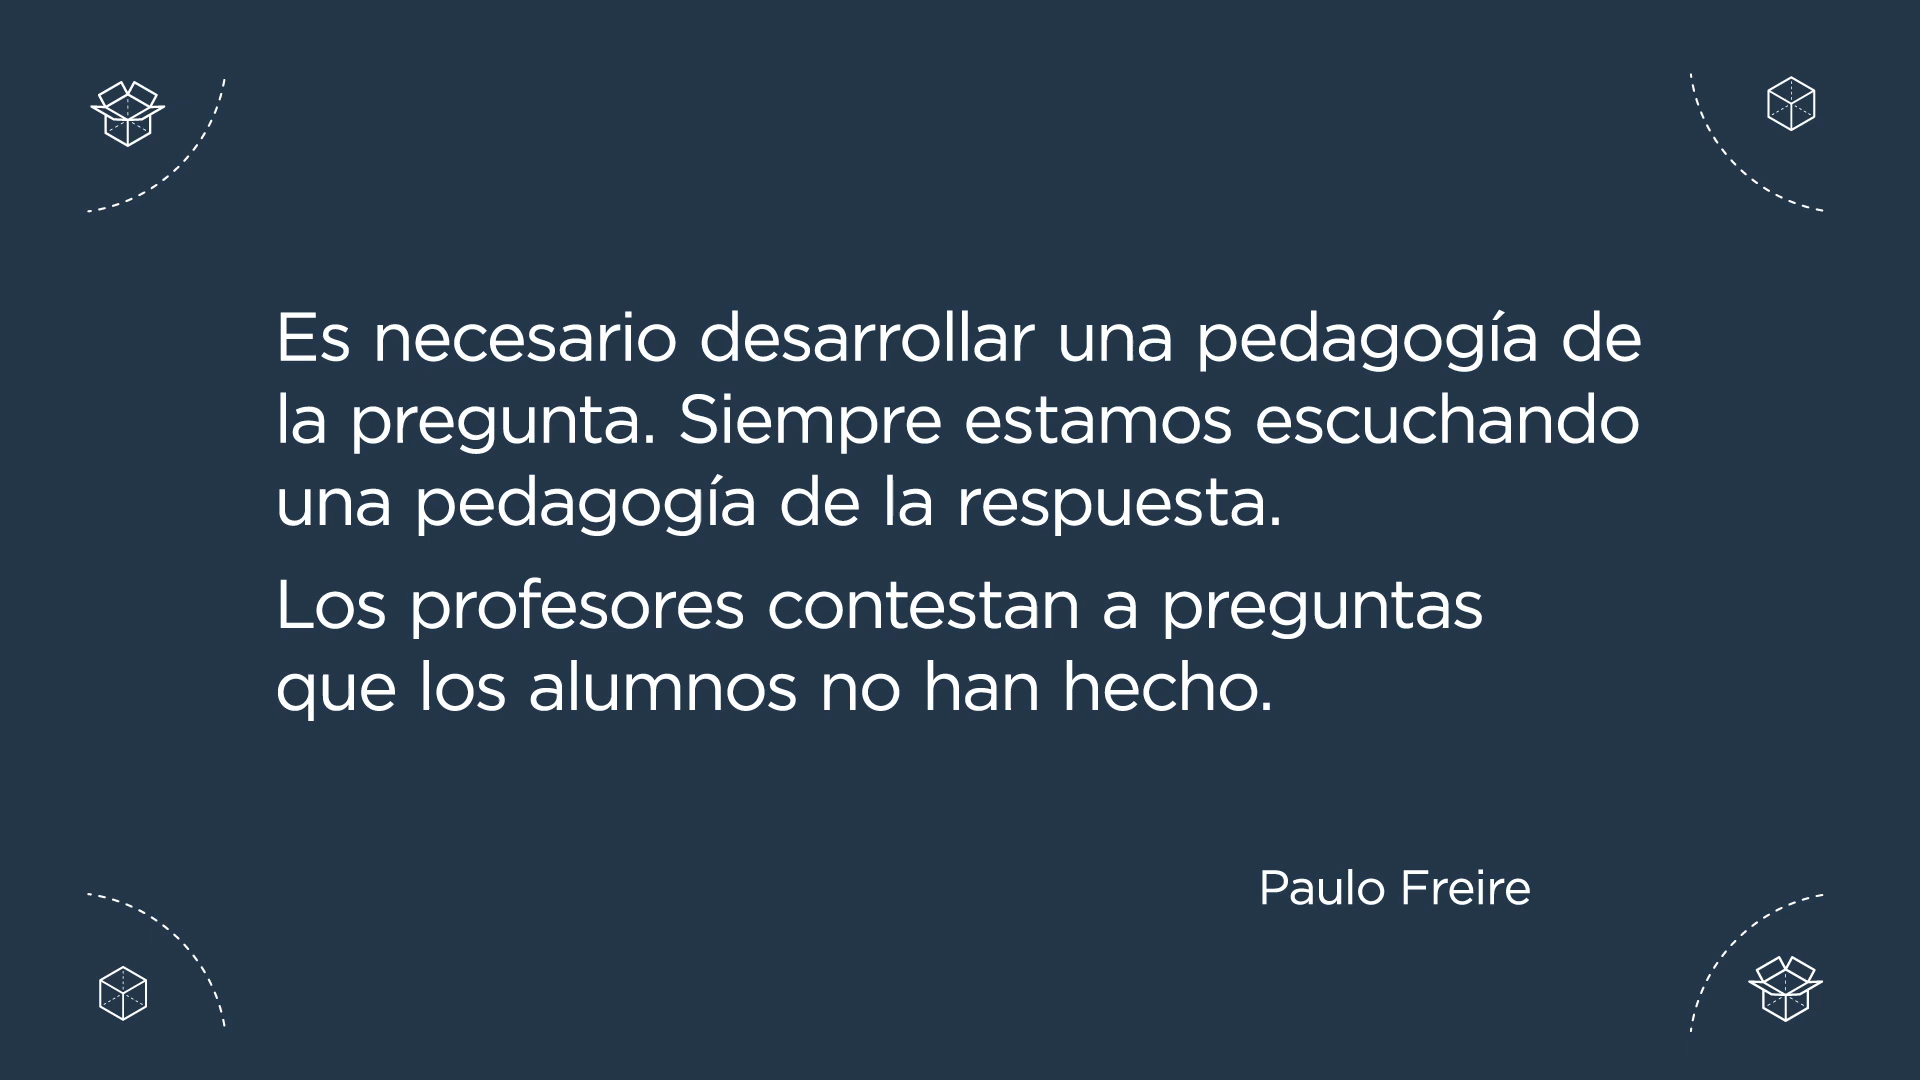 Es necesario desarrollar una pedagogía de
la pregunta. Siempre estamos escuchando
una pedagogía de la respuesta.
Los profesores contestan a preguntas
que los alumnos no han hecho.
Paulo Freire